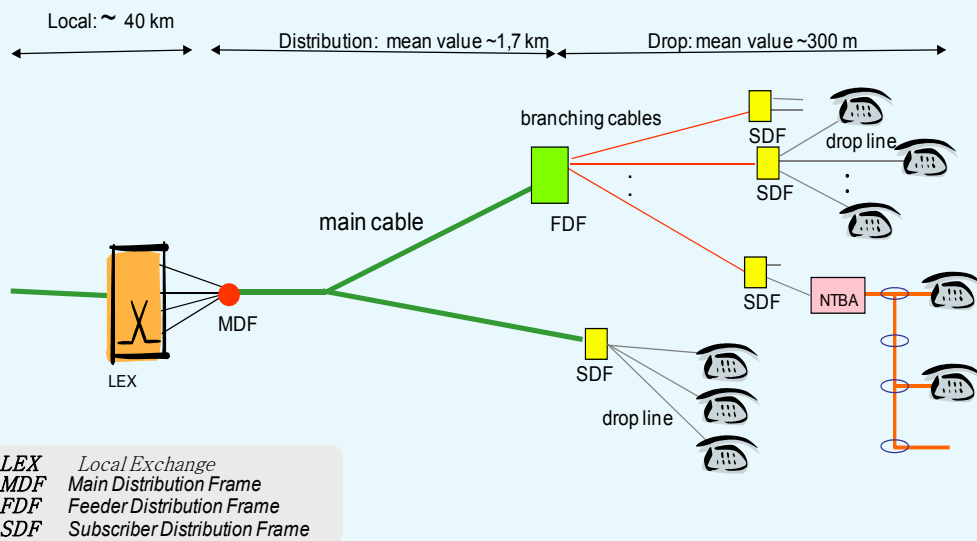 Local: ~ 40 km
Distribution: mean value ~1,7 km
Drop: mean value ~300 m
branching cables
SDF
drop line
SDF
main cable
FDF
SDF
NTBA
MDF
LEX
SDF
drop line
LEX Local Exchange
MDF Main Distribution Frame
FDF Feeder Distribution Frame
SDF Subscriber Distribution Frame